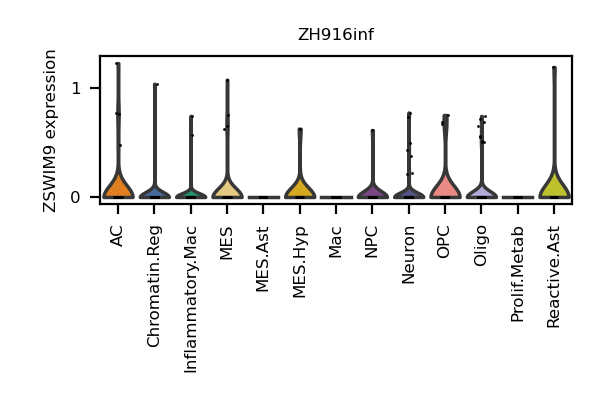 ZH916inf
ZSWIM9 expression
1
0
AC
Chromatin.Reg
Inflammatory.Mac
MES
MES.Ast
MES.Hyp
Mac
NPC
Neuron
OPC
Oligo
Prolif.Metab
Reactive.Ast